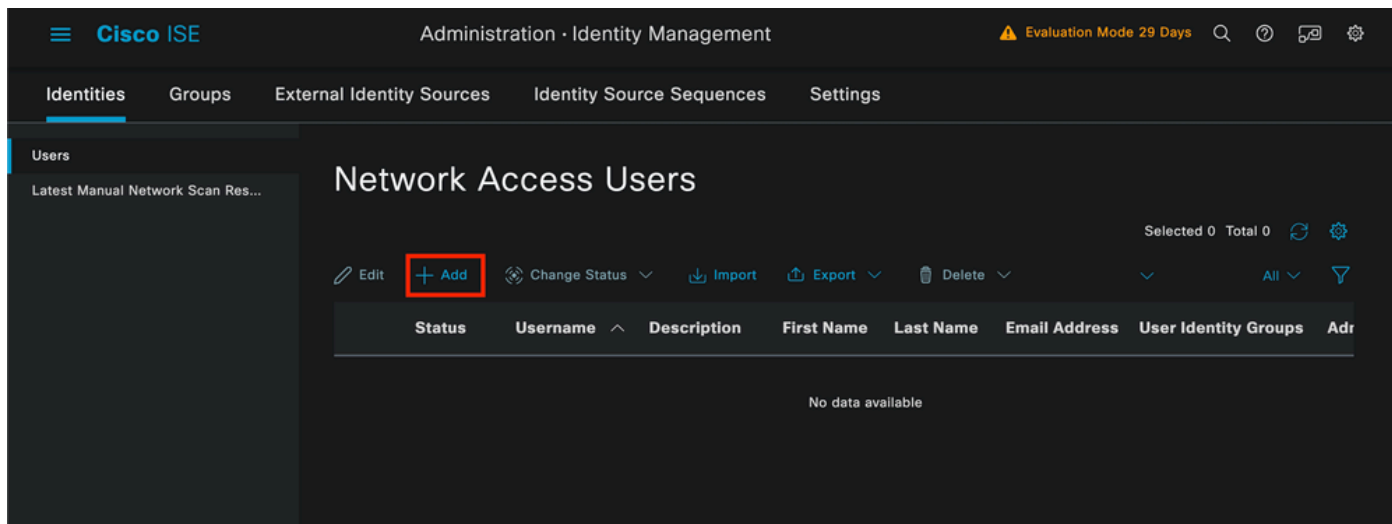 Cisco ISE
Administration · Identity Management
Evaluation Mode 29 Days
Identities Groups External Identity Sources Identity Source Sequences Settings
Users
Latest Manual Network Scan Res...
Network Access Users
Selected 0 Total 0
Edit Add Change Status Import Export Delete All
Status Username Description First Name Last Name Email Address User Identity Groups Adr
No data available